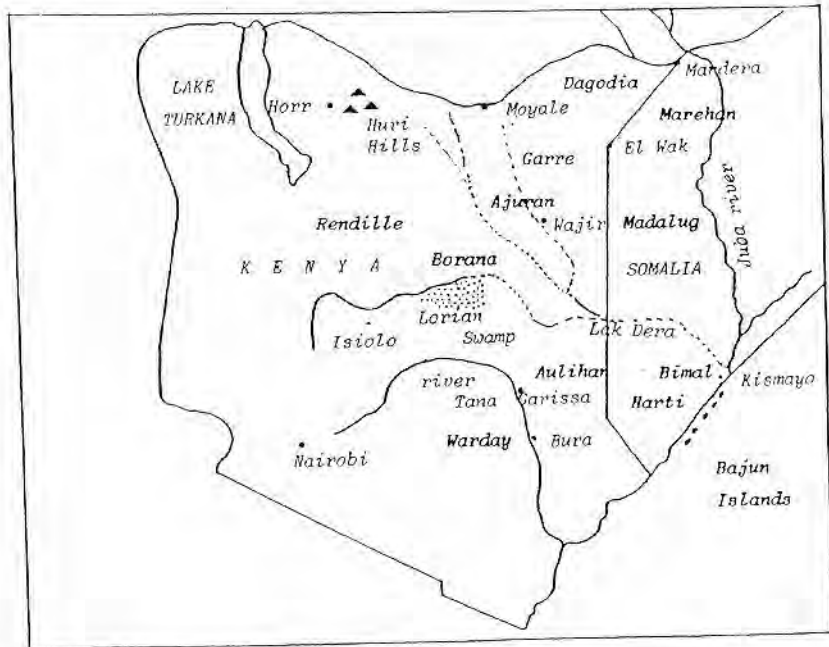 LAKE
TURKANA
Horr
Huri
Hills
Moyale
Dagodia
Mandera
Marehan
El Wak
Garre
Juba river
Ajuran
Wajir
Madalug
Rendille
KENYA
Borana
SOMALIA
Lorian
Swamp
Isiolo
Lak Dera
river
Tana
Aulihan
Garissa
Bimal
Harti
Kismayo
Warday
Bura
Nairobi
Bajun
Islands